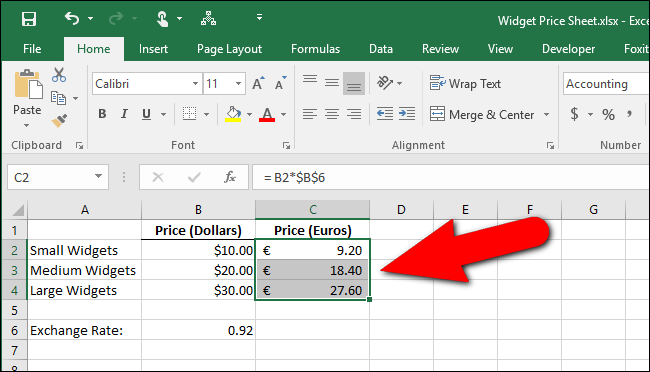 Widget Price Sheet.xlsx - Exce
File Home Insert Page Layout Formulas Data Review View Developer Foxit
Paste
Calibri 11 A A Wrap Text Accounting
B I U A Merge & Center $ %
Clipboard Font Alignment Number
C2 fx = B2*$B$6
A B C D E F G
1 Price (Dollars) Price (Euros)
2 Small Widgets $10.00 € 9.20
3 Medium Widgets $20.00 € 18.40
4 Large Widgets $30.00 € 27.60
5
6 Exchange Rate: 0.92
7